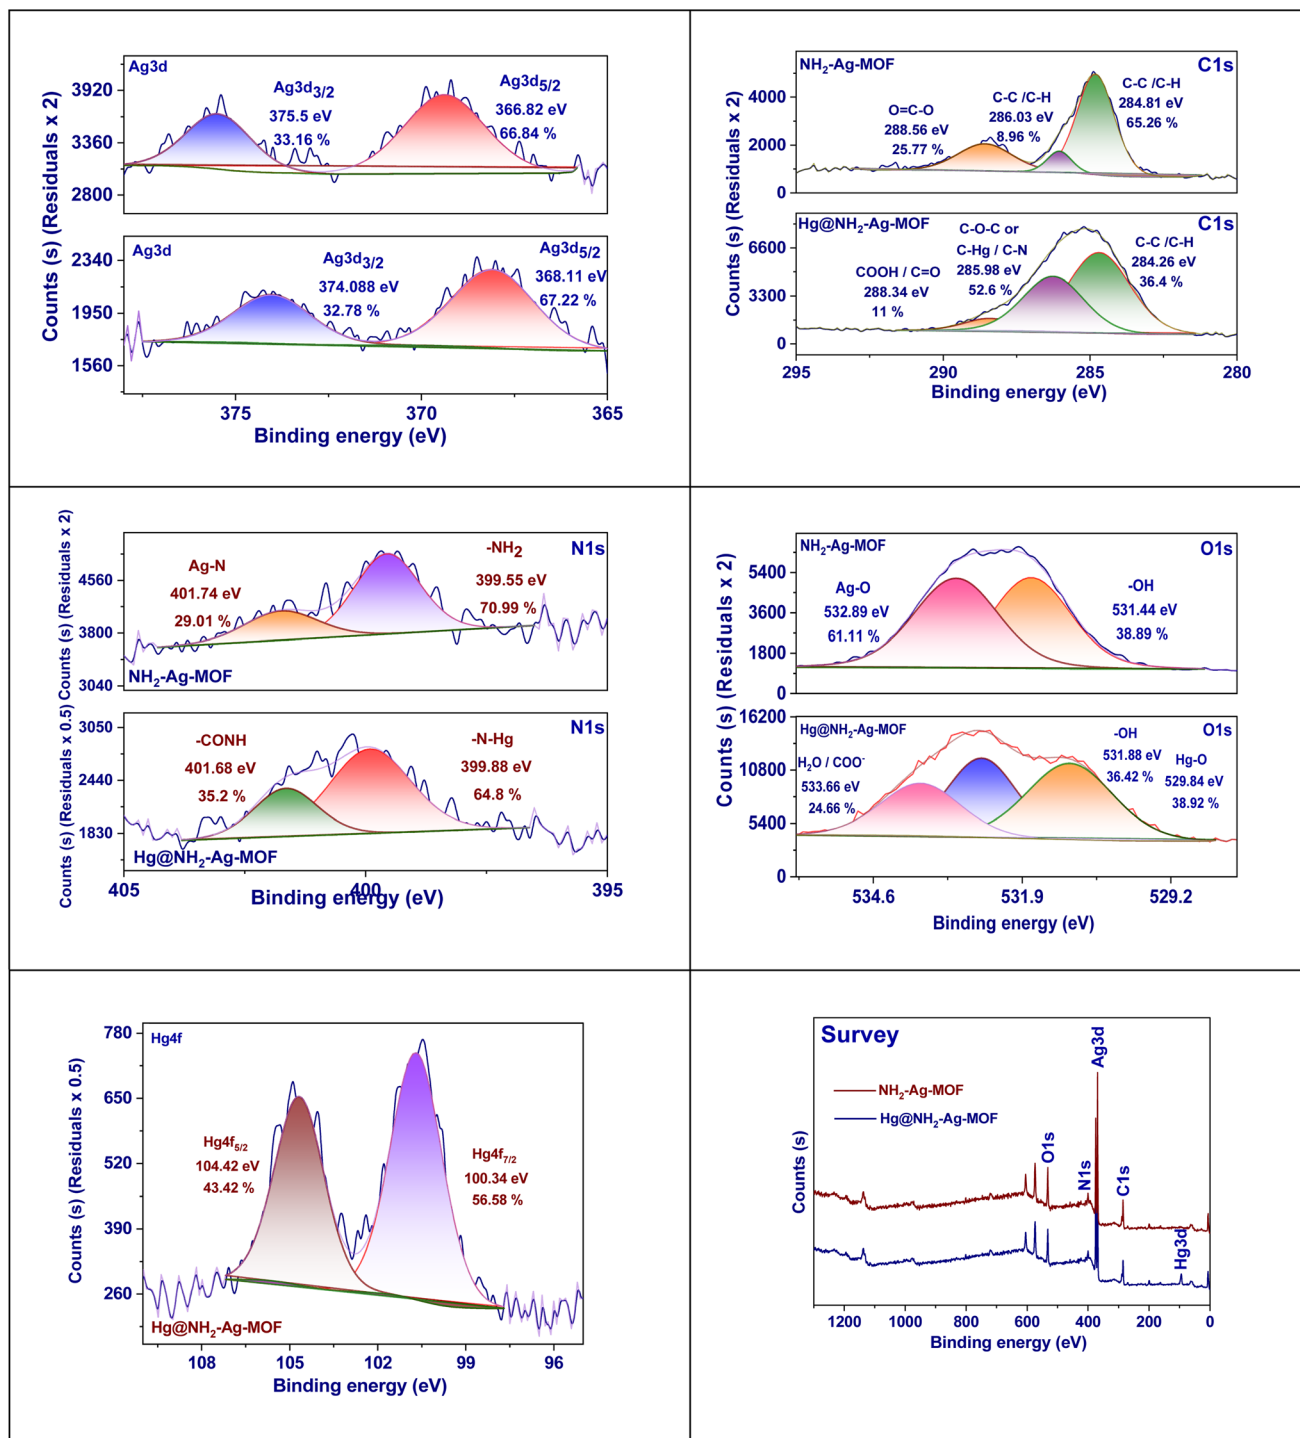 Ag3d
3920
3360
2800
Ag3d3/2
375.5 eV
33.16 %
Ag3d5/2
366.82 eV
66.84 %
Ag3d
2340
1950
1560
Ag3d3/2
374.088 eV
32.78 %
Ag3d5/2
368.11 eV
67.22 %
Counts (s) (Residuals x 2)
375
370
365
Binding energy (eV)
NH2-Ag-MOF
C1s
4000
2000
0
O=C-O
288.56 eV
25.77 %
C-C /C-H
286.03 eV
8.96 %
C-C /C-H
284.81 eV
65.26 %
Hg@NH2-Ag-MOF
C1s
6600
3300
0
COOH / C=O
288.34 eV
11 %
C-O-C or
C-Hg / C-N
285.98 eV
52.6 %
C-C /C-H
284.26 eV
36.4 %
Counts (s) (Residuals x 2)
295
290
285
280
Binding energy (eV)
N1s
4560
3800
3040
Ag-N
401.74 eV
29.01 %
-NH2
399.55 eV
70.99 %
NH2-Ag-MOF
Counts (s) (Residuals x 2)
N1s
3050
2440
1830
-CONH
401.68 eV
35.2 %
-N-Hg
399.88 eV
64.8 %
Hg@NH2-Ag-MOF
Counts (s) (Residuals x 0.5)
405
400
395
Binding energy (eV)
NH2-Ag-MOF
O1s
5400
3600
1800
0
Ag-O
532.89 eV
61.11 %
-OH
531.44 eV
38.89 %
Hg@NH2-Ag-MOF
O1s
16200
10800
5400
0
H2O / COO-
533.66 eV
24.66 %
-OH
531.88 eV
36.42 %
Hg-O
529.84 eV
38.92 %
Counts (s) (Residuals x 2)
534.6
531.9
529.2
Binding energy (eV)
Hg4f
780
650
520
390
260
Hg4f5/2
104.42 eV
43.42 %
Hg4f7/2
100.34 eV
56.58 %
Hg@NH2-Ag-MOF
Counts (s) (Residuals x 0.5)
108
105
102
99
96
Binding energy (eV)
Survey
NH2-Ag-MOF
Hg@NH2-Ag-MOF
O1s
N1s
Ag3d
C1s
Hg3d
Counts (s)
1200
1000
800
600
400
200
0
Binding energy (eV)